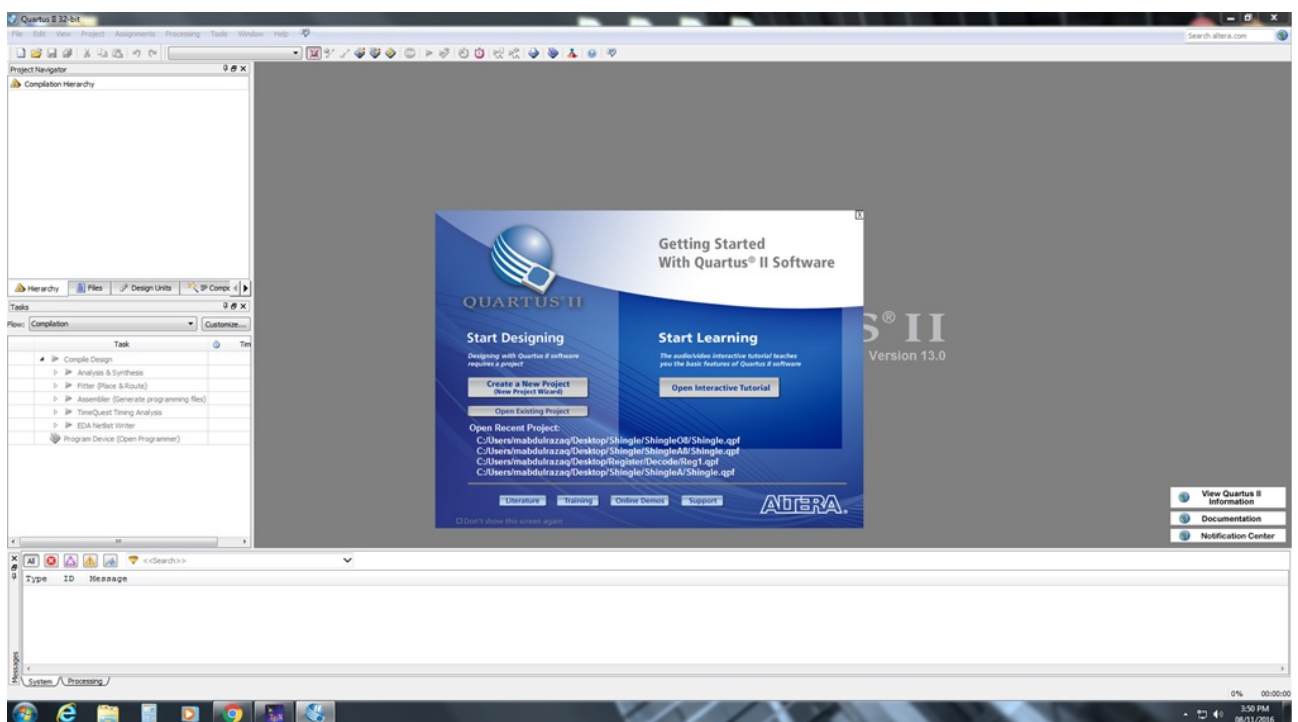 Quartus II 32-bit
File Edit View Project Assignments Processing Tools Window Help
Search altera.com
Project Navigator
Compilation Hierarchy
Hierarchy Files Design Units IP Compc
Tasks
Flow: Compilation Customize...
Task Tim
Compile Design
Analysis & Synthesis
Fitter (Place & Route)
Assembler (Generate programming files)
TimeQuest Timing Analysis
EDA Netlist Writer
Program Device (Open Programmer)
X
Getting Started
With Quartus® II Software
QUARTUS® II
Start Designing
Designing with Quartus II software
requires a project
Create a New Project
(New Project Wizard)
Open Existing Project
Start Learning
The audio/video interactive tutorial teaches
you the basic features of Quartus II software
Open Interactive Tutorial
Open Recent Project:
C:/Users/mabdulrazaq/Desktop/Shingle/ShingleO8/Shingle.qpf
C:/Users/mabdulrazaq/Desktop/Shingle/ShingleA8/Shingle.qpf
C:/Users/mabdulrazaq/Desktop/Register/Decode/Reg1.qpf
C:/Users/mabdulrazaq/Desktop/Shingle/ShingleA/Shingle.qpf
Literature Training Online Demos Support
ALTERA.
Don't show this screen again
S® II
Version 13.0
View Quartus II
Information
Documentation
Notification Center
All <<Search>>
Type ID Message
Messages
System Processing
0% 00:00:00
3:50 PM
08/11/2016